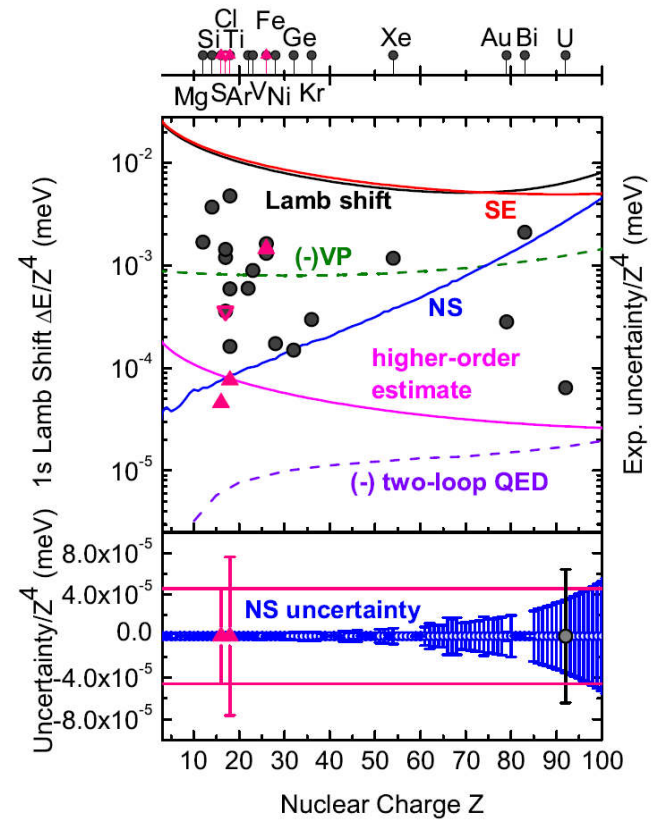 Cl Fe
Si Ti Ge Xe Au Bi U
Mg S Ar V Ni Kr
10⁻²
10⁻³
10⁻⁴
10⁻⁵
1s Lamb Shift ΔE/Z⁴ (meV)
Exp. uncertainty/Z⁴ (meV)
Lamb shift
SE
(-)VP
NS
higher-order
estimate
(-) two-loop QED
Uncertainty/Z⁴ (meV)
8.0x10⁻⁵
4.0x10⁻⁵
0.0
-4.0x10⁻⁵
-8.0x10⁻⁵
NS uncertainty
10 20 30 40 50 60 70 80 90 100
Nuclear Charge Z